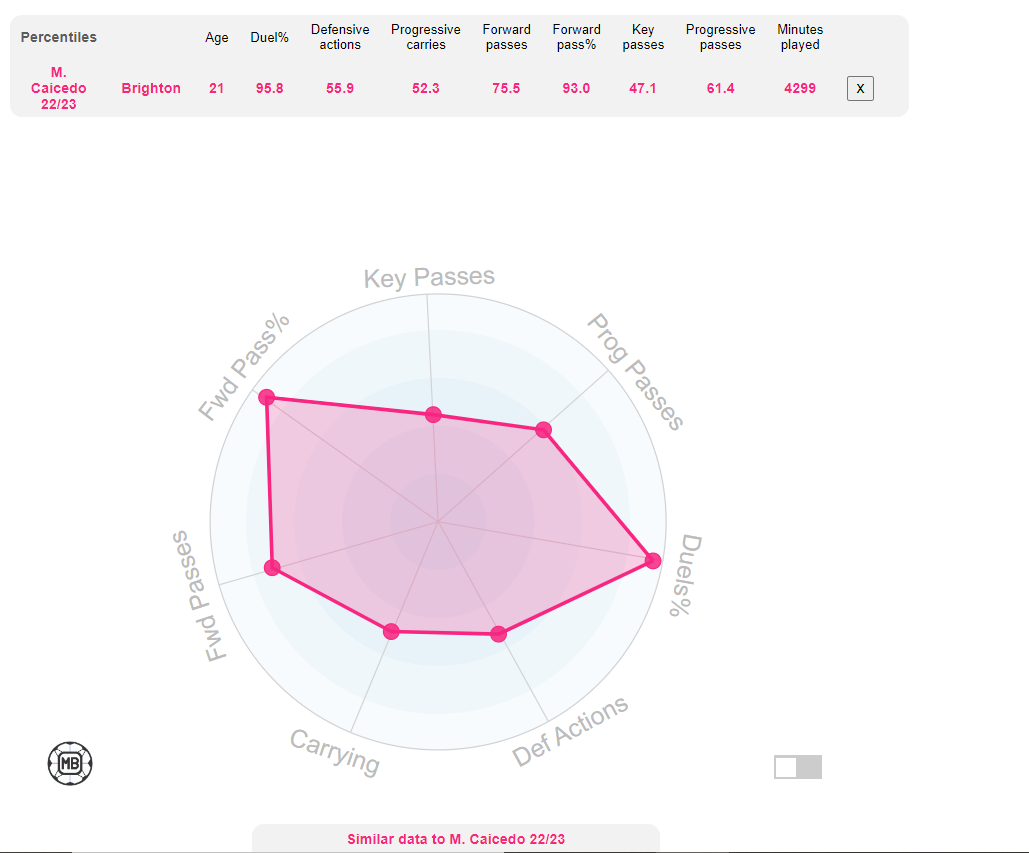 Percentiles Age Duel% Defensive actions Progressive carries Forward passes Forward pass% Key passes Progressive passes Minutes played
M. Caicedo 22/23 Brighton 21 95.8 55.9 52.3 75.5 93.0 47.1 61.4 4299 X
Key Passes
Fwd Pass%
Prog Passes
Duels%
Fwd Passes
Def Actions
Carrying
MB
Similar data to M. Caicedo 22/23